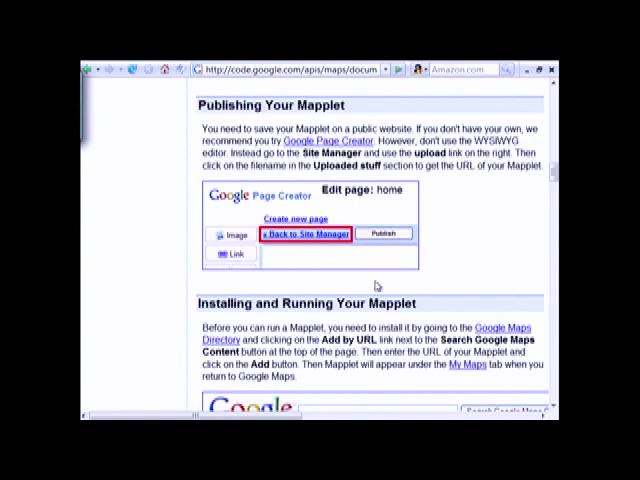 http://code.google.com/apis/maps/docum
Amazon.com
Publishing Your Mapplet
You need to save your Mapplet on a public website. If you don't have your own, we
recommend you try Google Page Creator. However, don't use the WYSIWYG
editor. Instead go to the Site Manager and use the upload link on the right. Then
click on the filename in the Uploaded stuff section to get the URL of your Mapplet.
Google Page Creator
Edit page: home
Create new page
Image
« Back to Site Manager
Publish
Link
Installing and Running Your Mapplet
Before you can run a Mapplet, you need to install it by going to the Google Maps
Directory and clicking on the Add by URL link next to the Search Google Maps
Content button at the top of the page. Then enter the URL of your Mapplet and
click on the Add button. Then Mapplet will appear under the My Maps tab when you
return to Google Maps.
Google
Search Google Maps C